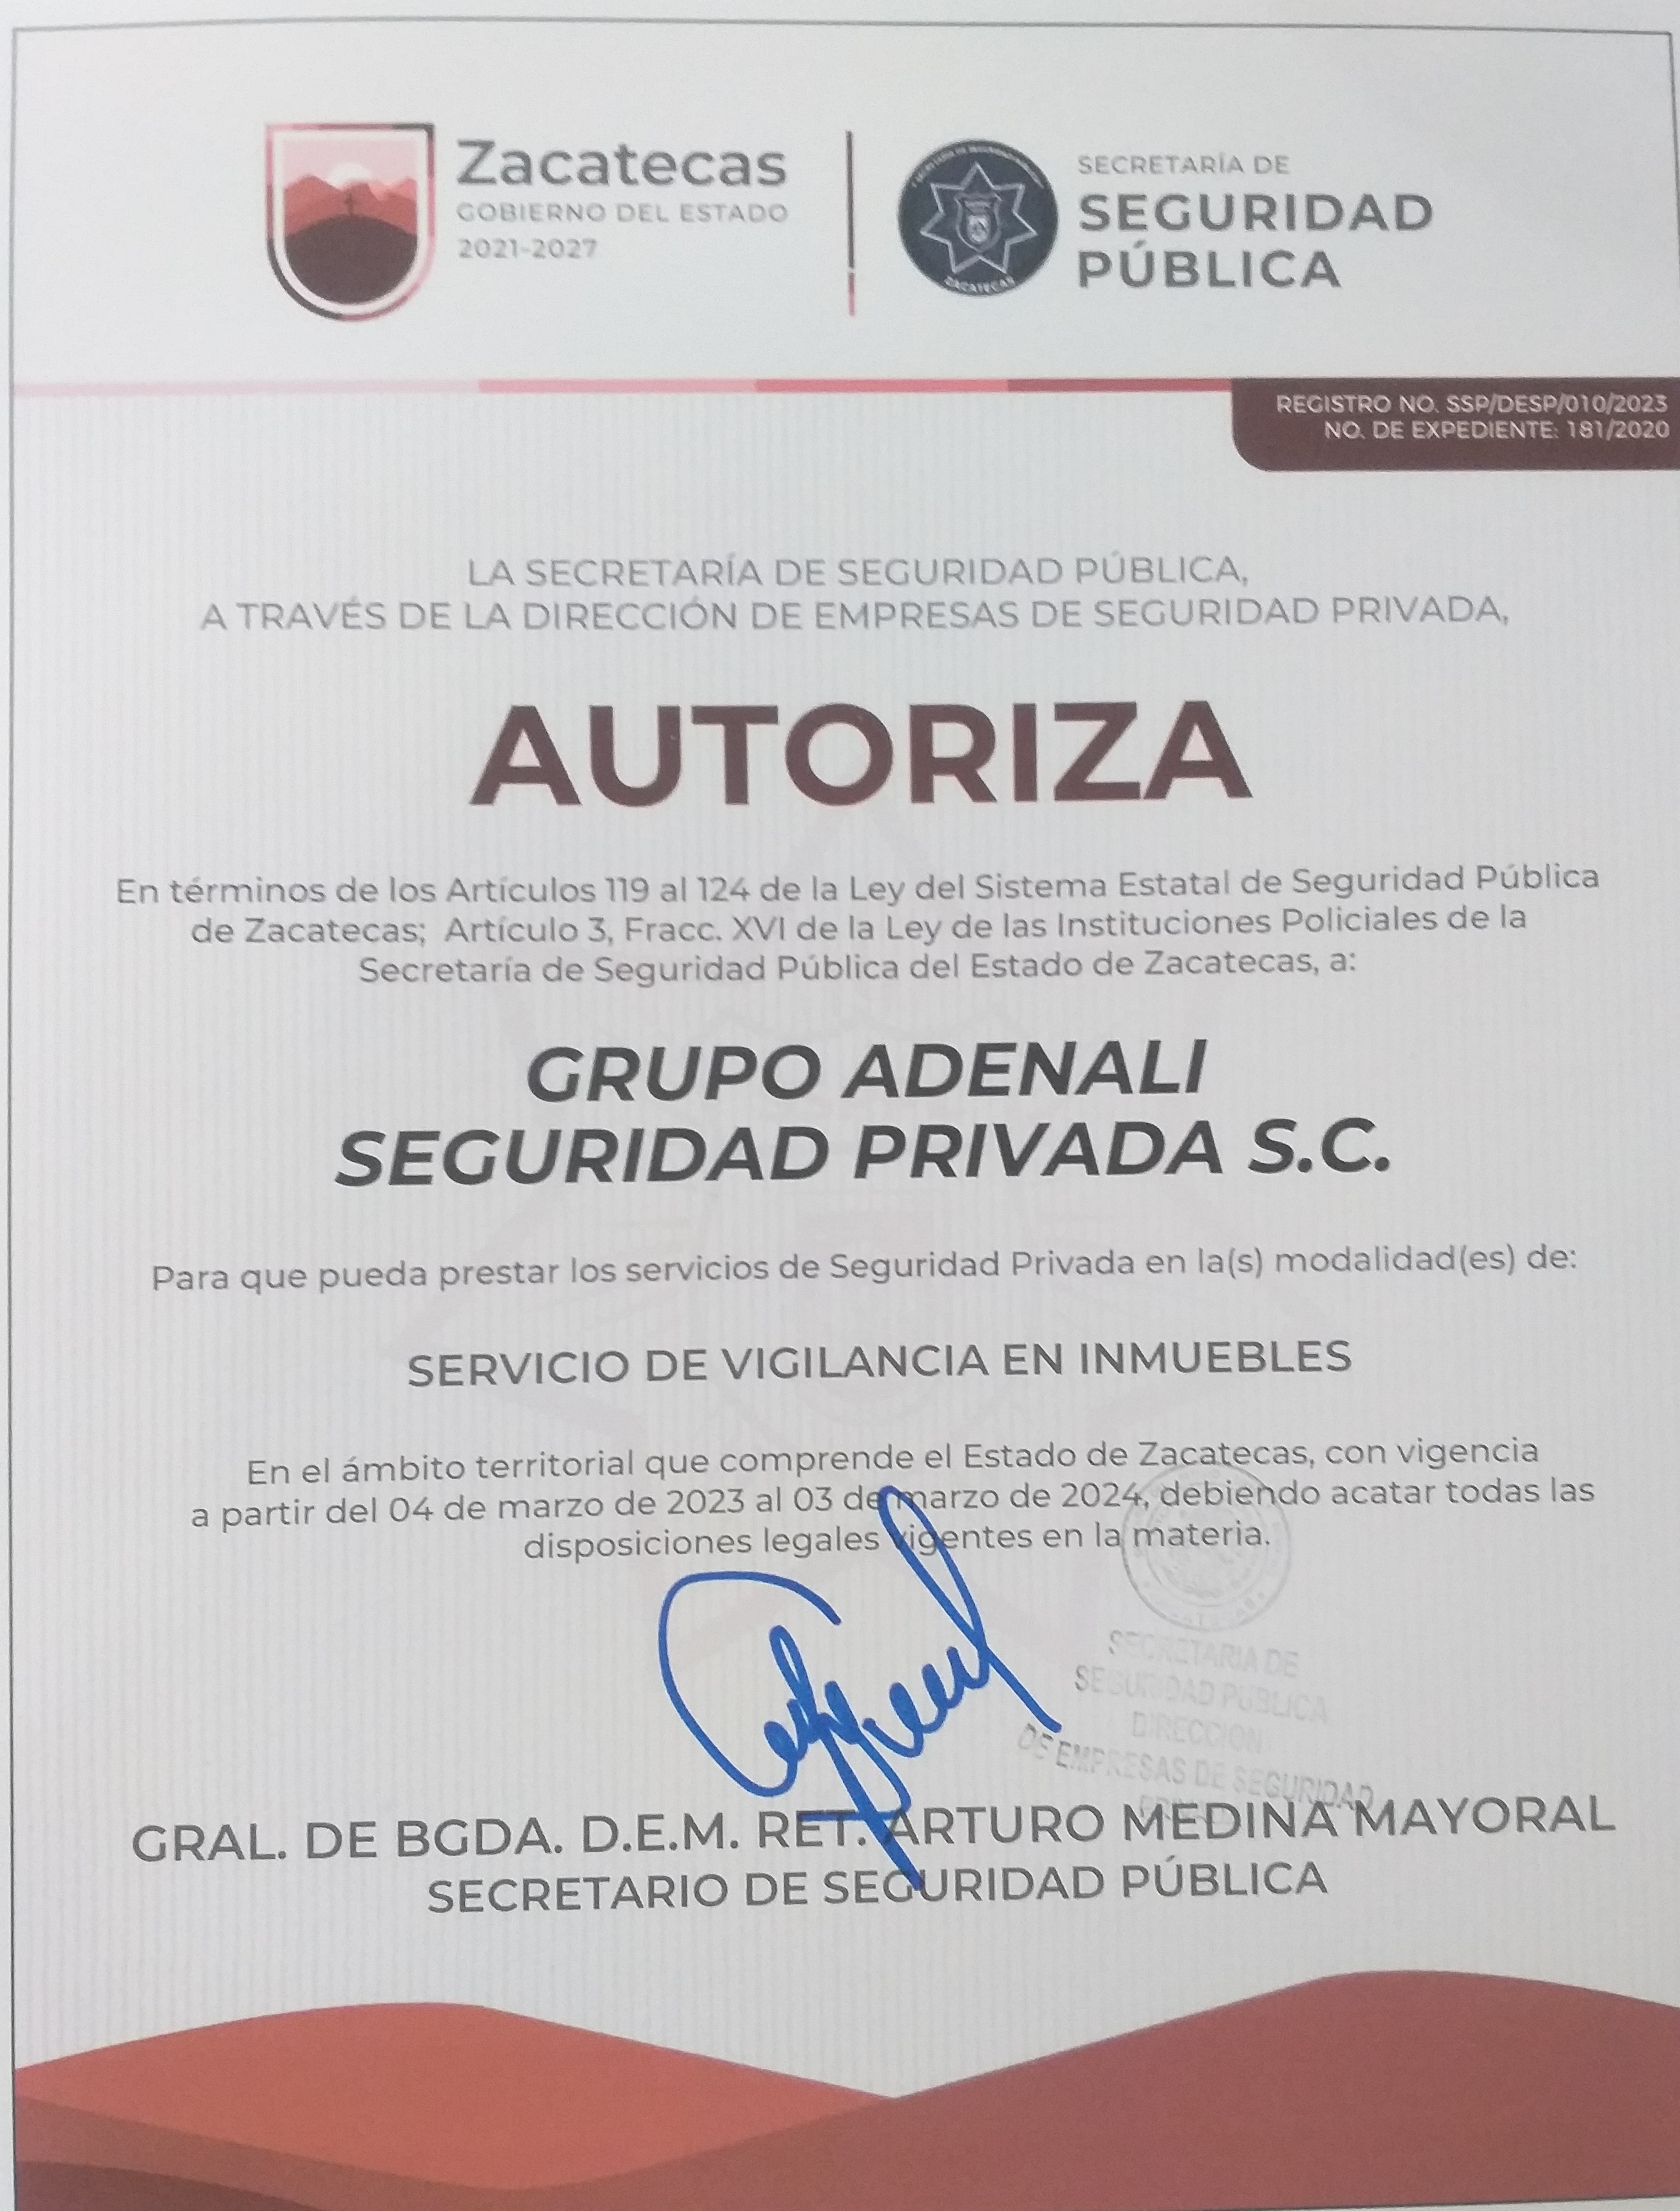 Zacatecas
GOBIERNO DEL ESTADO
2021-2027
SECRETARÍA DE
SEGURIDAD
PÚBLICA
ZACATECAS
REGISTRO NO. SSP/DESP/010/2023
NO. DE EXPEDIENTE: 181/2020
LA SECRETARÍA DE SEGURIDAD PÚBLICA,
A TRAVÉS DE LA DIRECCIÓN DE EMPRESAS DE SEGURIDAD PRIVADA,
AUTORIZA
En términos de los Artículos 119 al 124 de la Ley del Sistema Estatal de Seguridad Pública
de Zacatecas; Artículo 3, Fracc. XVI de la Ley de las Instituciones Policiales de la
Secretaría de Seguridad Pública del Estado de Zacatecas, a:
GRUPO ADENALI
SEGURIDAD PRIVADA S.C.
Para que pueda prestar los servicios de Seguridad Privada en la(s) modalidad(es) de:
SERVICIO DE VIGILANCIA EN INMUEBLES
En el ámbito territorial que comprende el Estado de Zacatecas, con vigencia
a partir del 04 de marzo de 2023 al 03 de marzo de 2024, debiendo acatar todas las
disposiciones legales vigentes en la materia.
SECRETARIA DE
SEGURIDAD PUBLICA
DIRECCION
DE EMPRESAS DE SEGURIDAD
GRAL. DE BGDA. D.E.M. RET. ARTURO MEDINA MAYORAL
SECRETARIO DE SEGURIDAD PÚBLICA